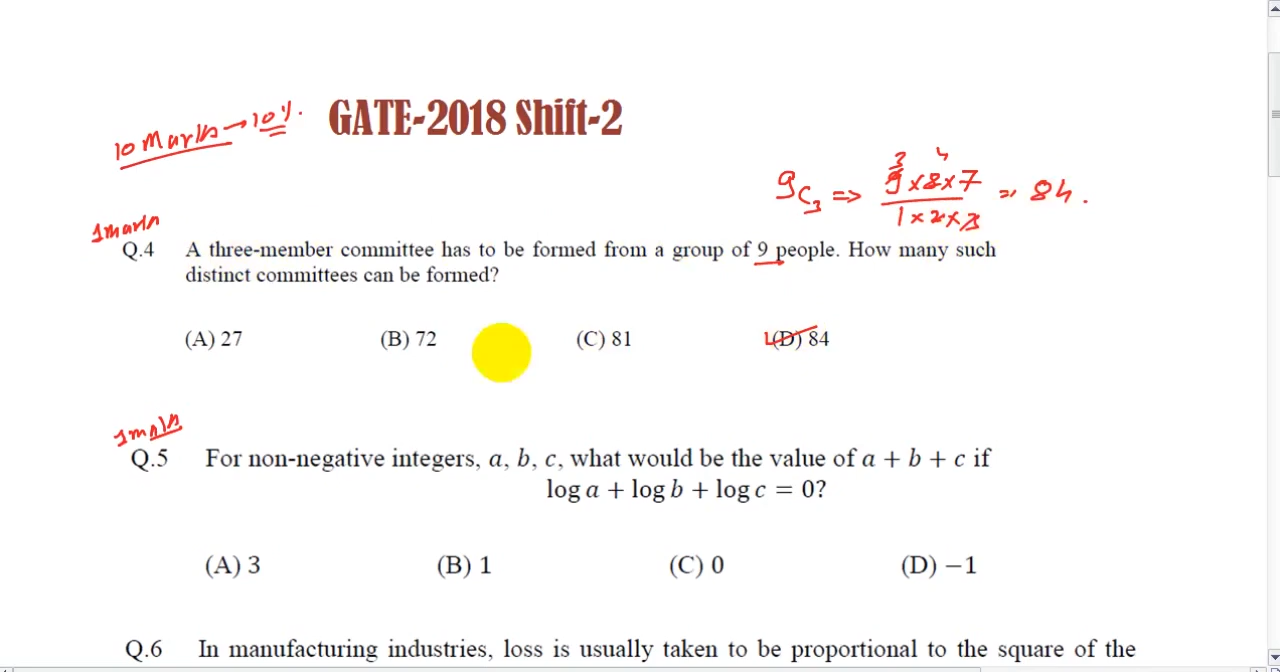 10 Marks → 10%.
GATE-2018 Shift-2
9C3 => 9×8×7 / 1×2×3 = 84.
3 4
1 mark
Q.4 A three-member committee has to be formed from a group of 9 people. How many such
distinct committees can be formed?
(A) 27 (B) 72 (C) 81 (D) 84
1 mark
Q.5 For non-negative integers, a, b, c, what would be the value of a + b + c if
log a + log b + log c = 0?
(A) 3 (B) 1 (C) 0 (D) −1
Q.6 In manufacturing industries, loss is usually taken to be proportional to the square of the